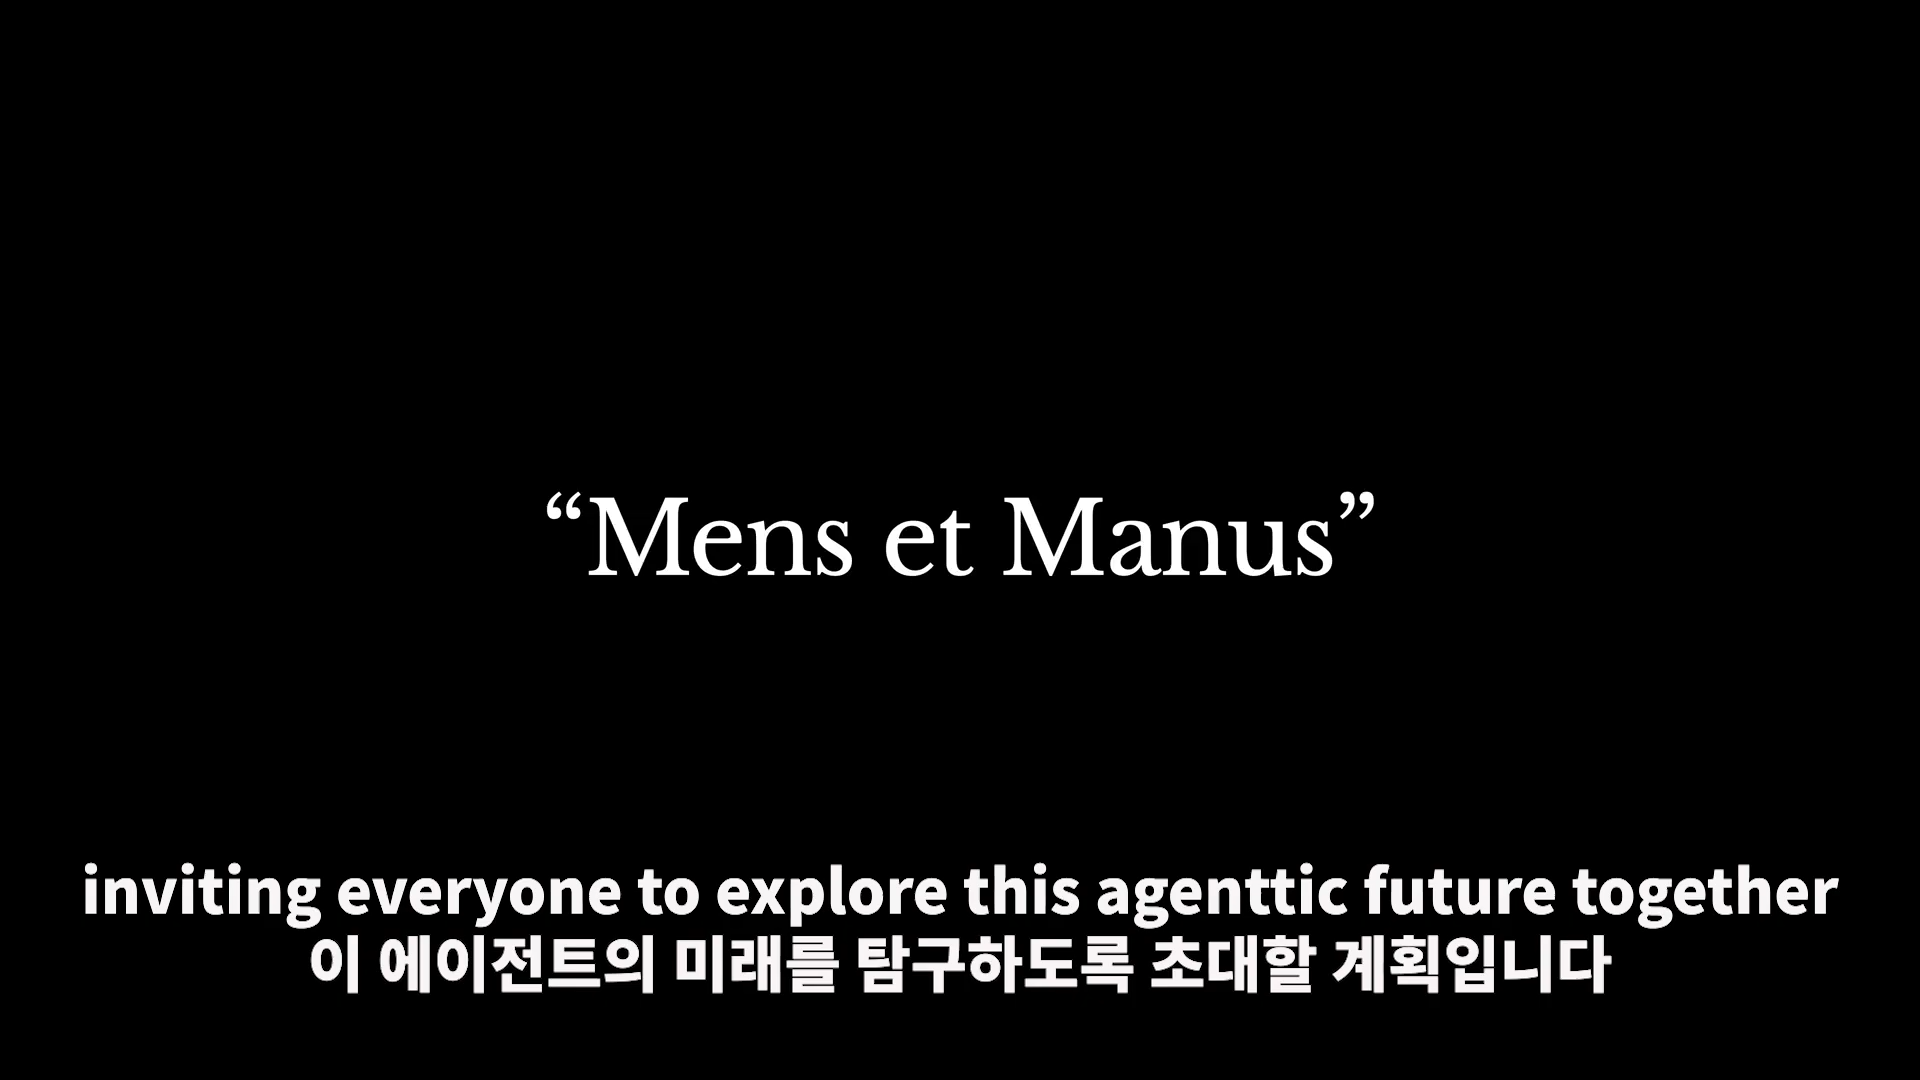 “Mens et Manus”
inviting everyone to explore this agenttic future together
이 에이전트의 미래를 탐구하도록 초대할 계획입니다